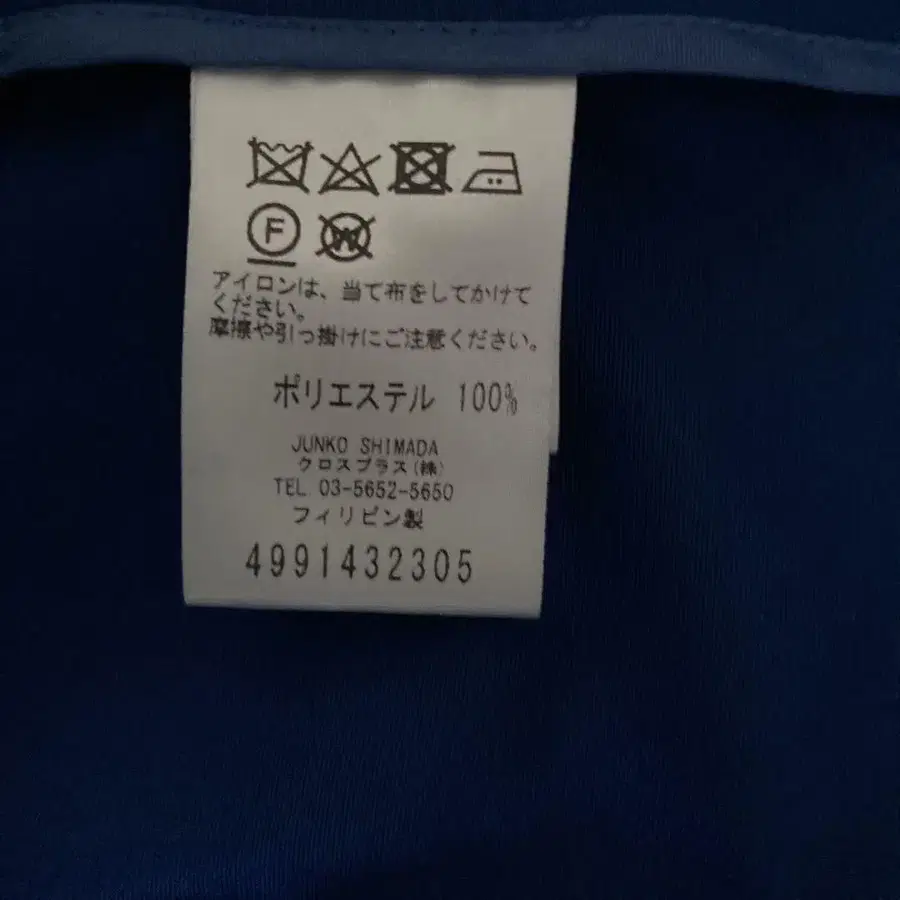 F
W
アイロンは、当て布をしてかけて
ください。
摩擦や引っ掛けにご注意ください。
ポリエステル 100%
JUNKO SHIMADA
クロスプラス(株)
TEL 03-5652-5650
フィリピン製
4991432305